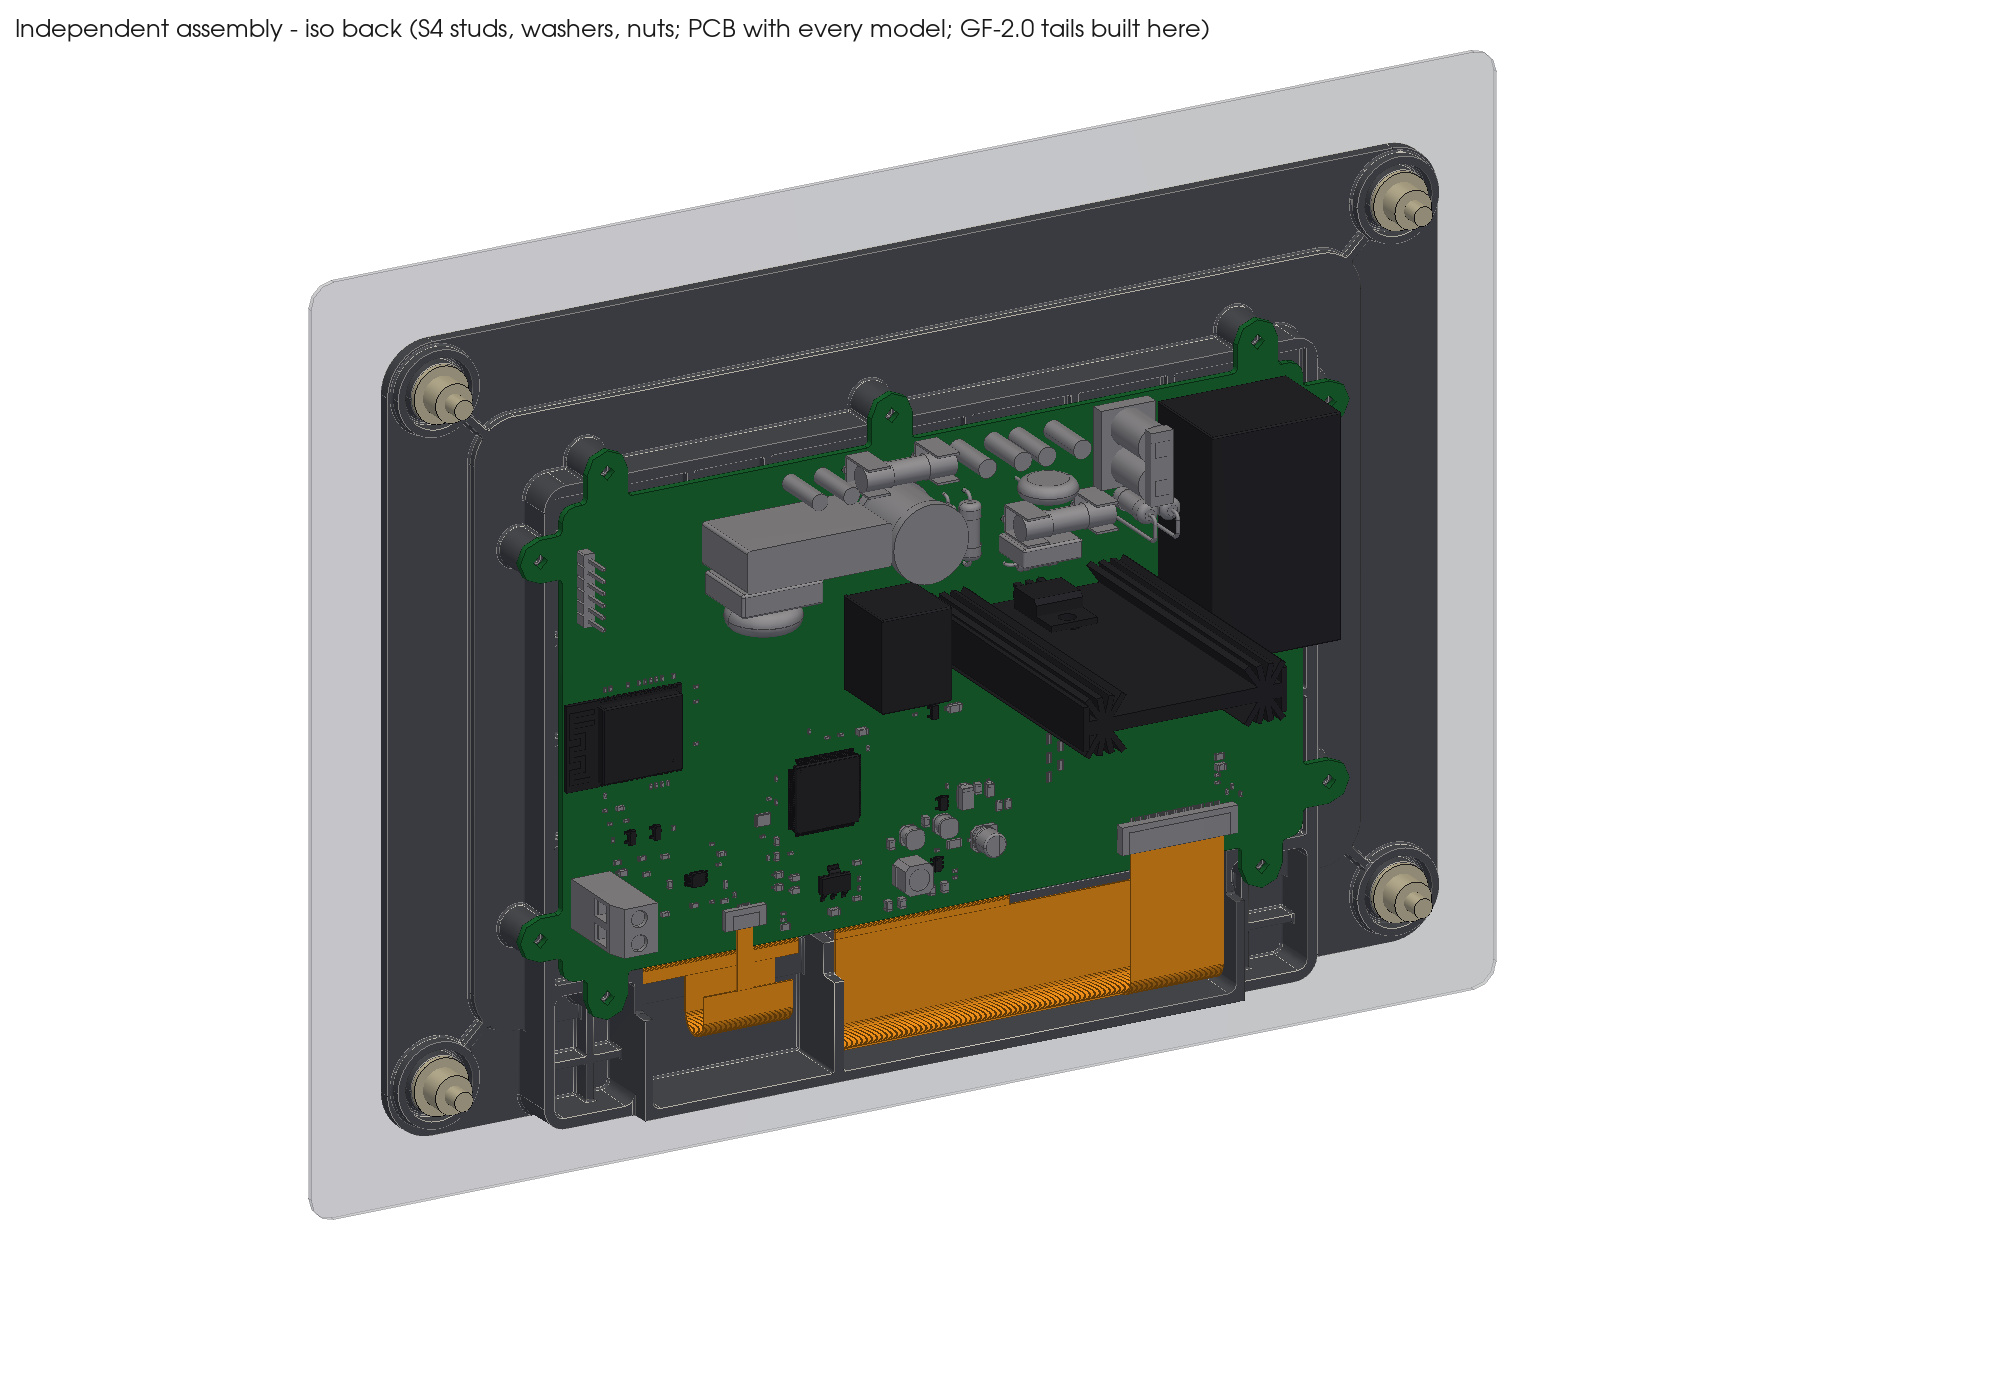 Independent assembly - iso back (S4 studs, washers, nuts; PCB with every model; GF-2.0 tails built here)